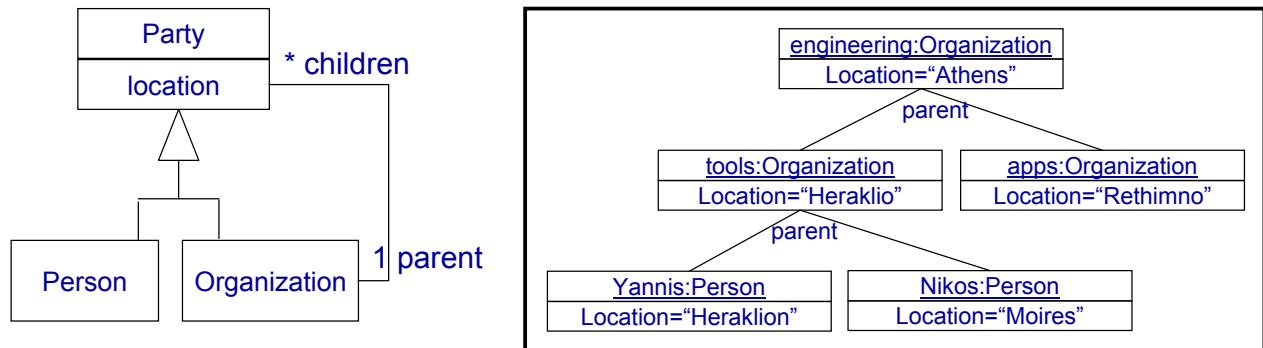 Party
location
* children
Person
Organization
1 parent
engineering:Organization
Location=“Athens”
parent
tools:Organization
Location=“Heraklio”
apps:Organization
Location=“Rethimno”
parent
Yannis:Person
Location=“Heraklion”
Nikos:Person
Location=“Moires”